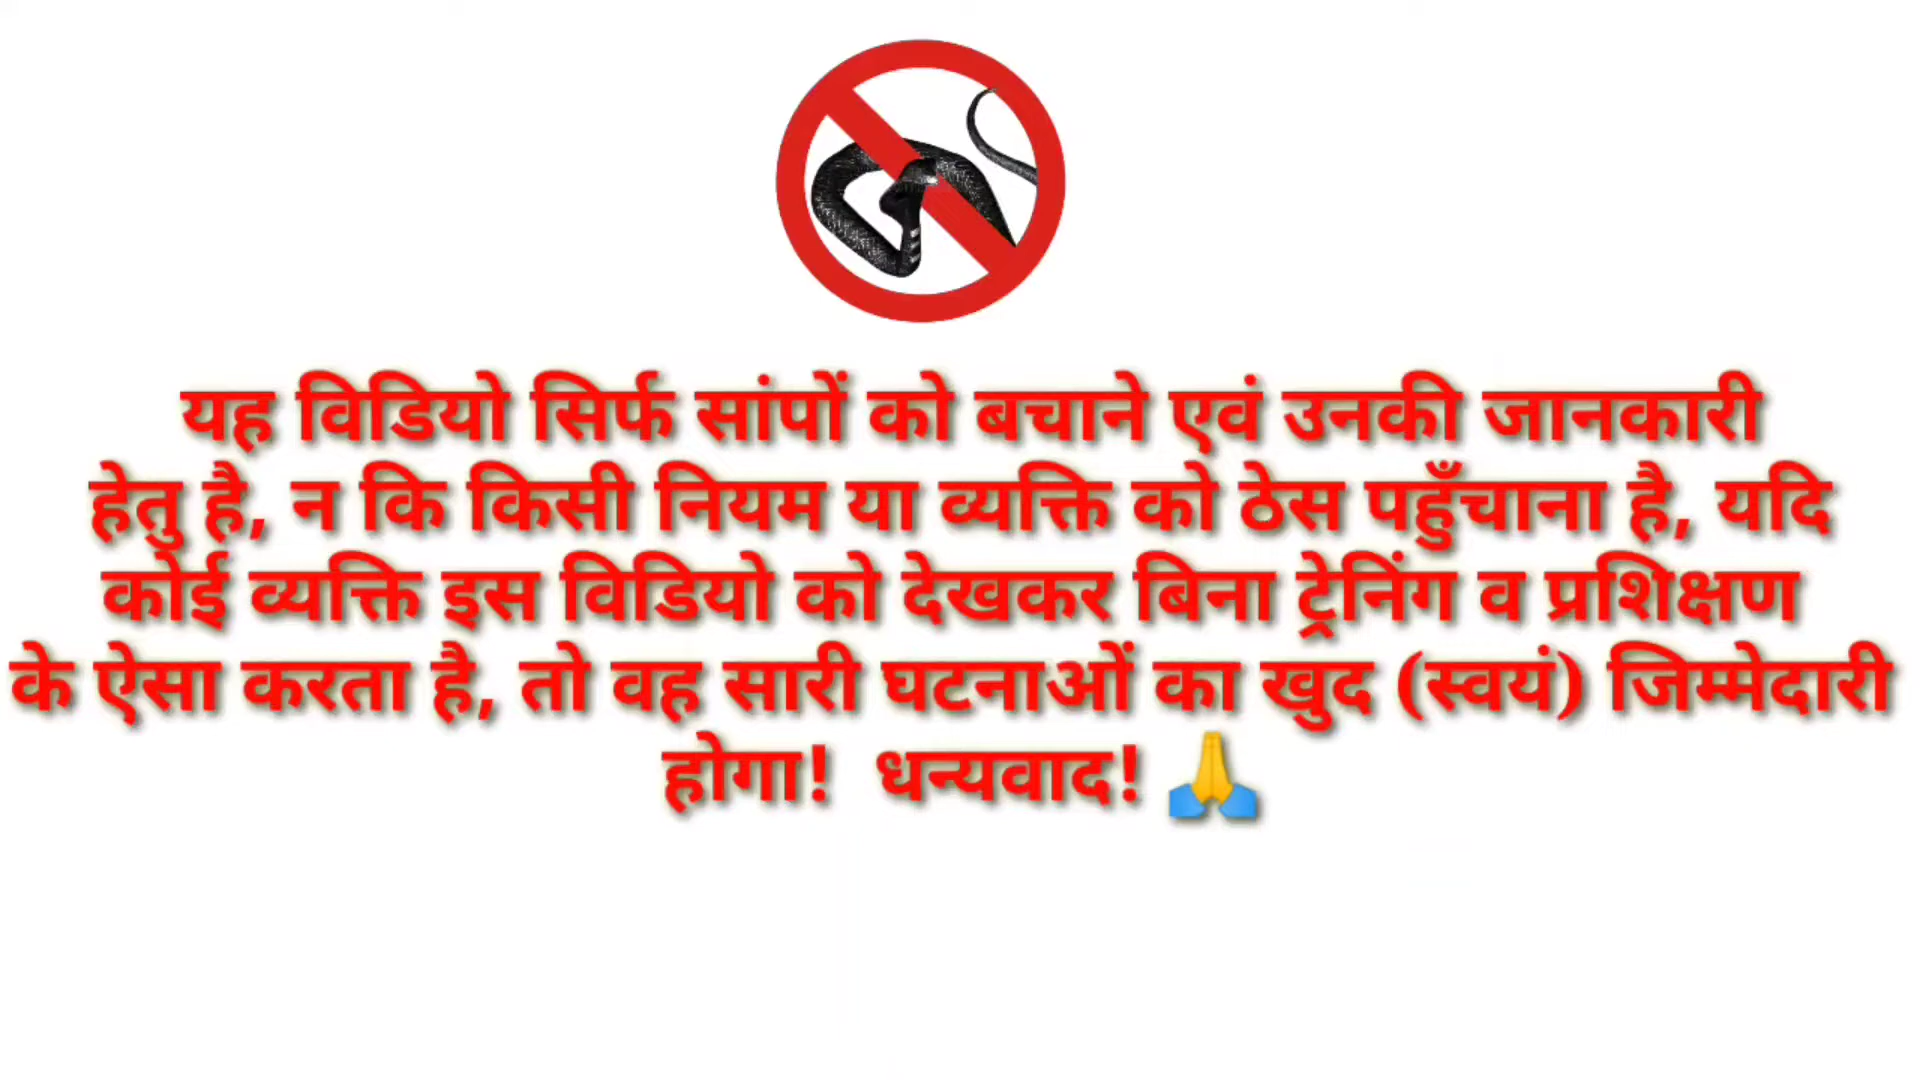 यह विडियो सिर्फ सांपों को बचाने एवं उनकी जानकारी
हेतु है, न कि किसी नियम या व्यक्ति को ठेस पहुँचाना है, यदि
कोई व्यक्ति इस विडियो को देखकर बिना ट्रेनिंग व प्रशिक्षण
के ऐसा करता है, तो वह सारी घटनाओं का खुद (स्वयं) जिम्मेदारी
होगा! धन्यवाद! 🙏